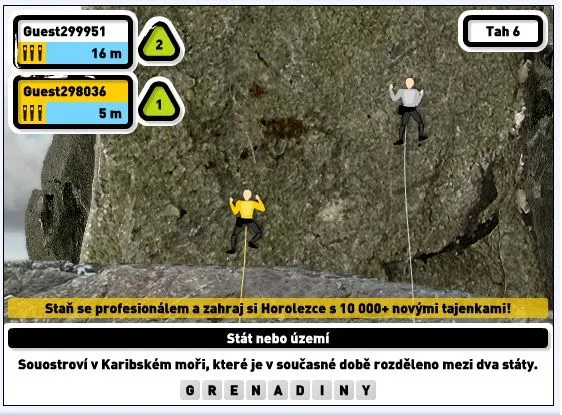 Guest299951
16 m
2
Tah 6
Guest298036
5 m
1
Staň se profesionálem a zahraj si Horolezce s 10 000+ novými tajenkami!
Stát nebo území
Souostroví v Karibském moři, které je v současné době rozděleno mezi dva státy.
G R E N A D I N Y